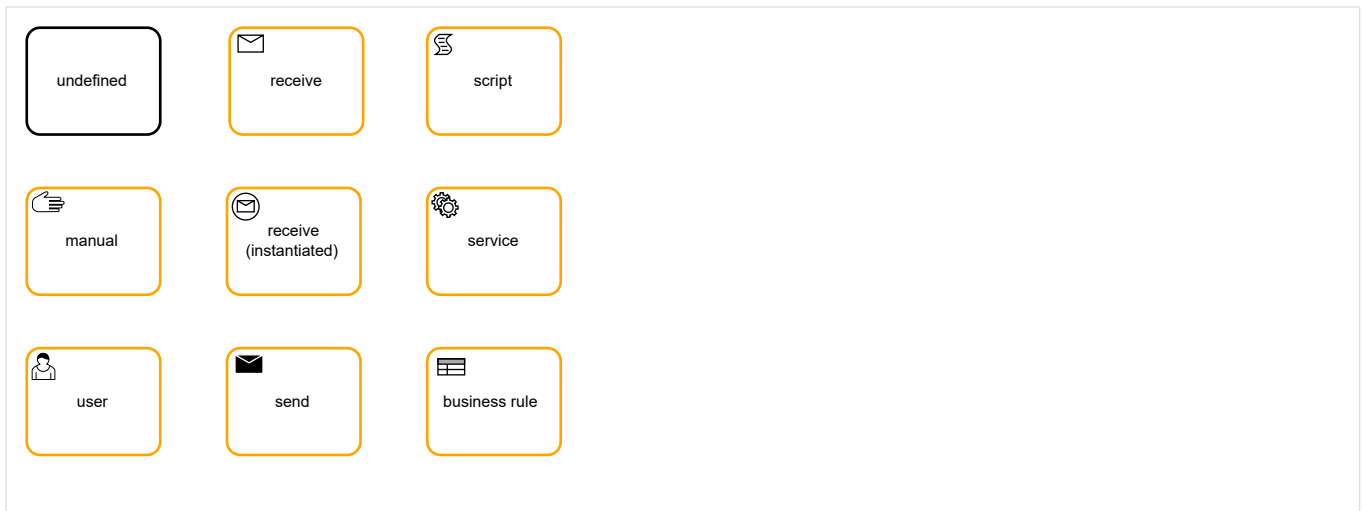 undefined
receive
script
manual
receive
(instantiated)
service
user
send
business rule